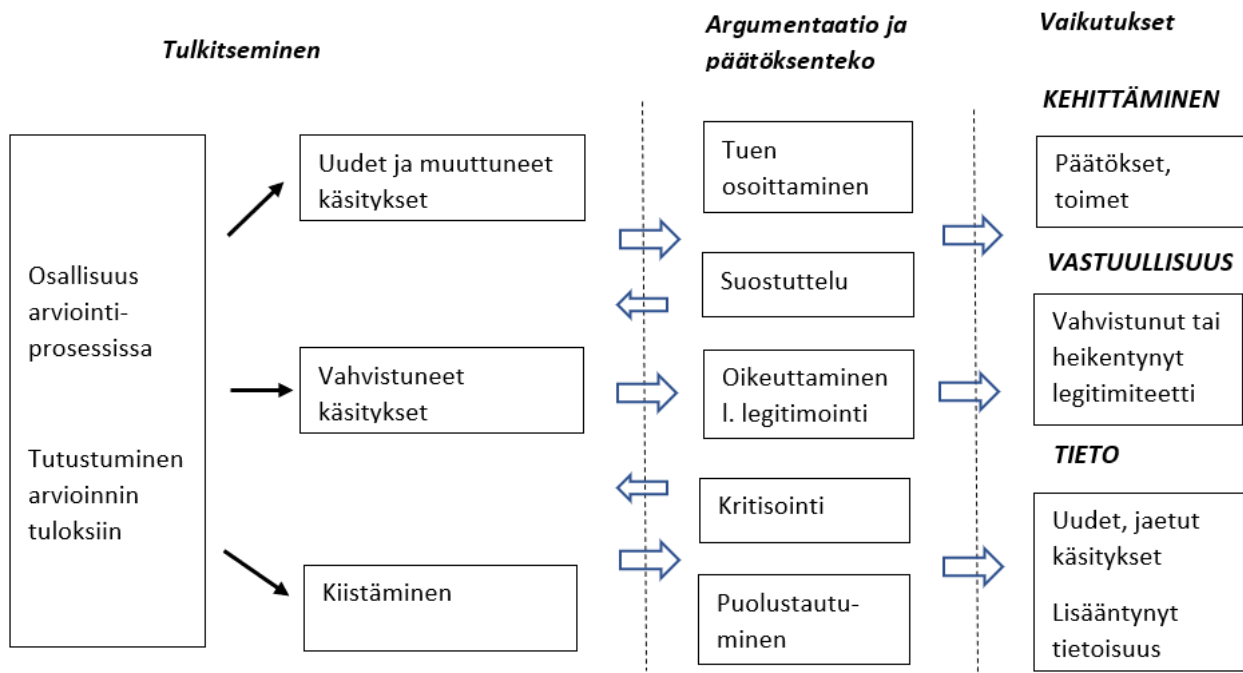 Tulkitseminen
Argumentaatio ja
päätöksenteko
Vaikutukset
Osallisuus
arviointi-
prosessissa
Tutustuminen
arvioinnin
tuloksiin
Uudet ja muuttuneet
käsitykset
Vahvistuneet
käsitykset
Kiistäminen
Tuen
osoittaminen
Suostuttelu
Oikeuttaminen
l. legitimointi
Kritisointi
Puolustautu-
minen
KEHITTÄMINEN
Päätökset,
toimet
VASTUULLISUUS
Vahvistunut tai
heikentynyt
legitimiteetti
TIETO
Uudet, jaetut
käsitykset
Lisääntynyt
tietoisuus